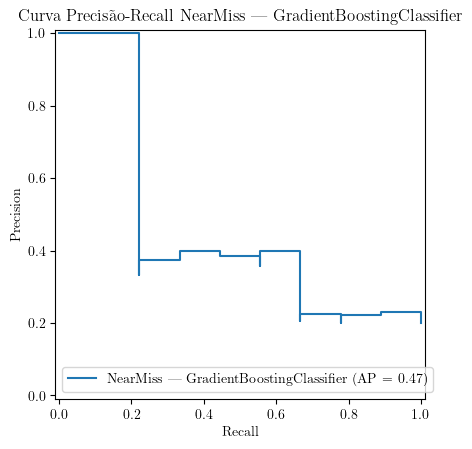 Curva Precisão-Recall NearMiss — GradientBoostingClassifier
1.0
0.8
0.6
0.4
0.2
0.0
Precision
NearMiss — GradientBoostingClassifier (AP = 0.47)
0.0 0.2 0.4 0.6 0.8 1.0
Recall